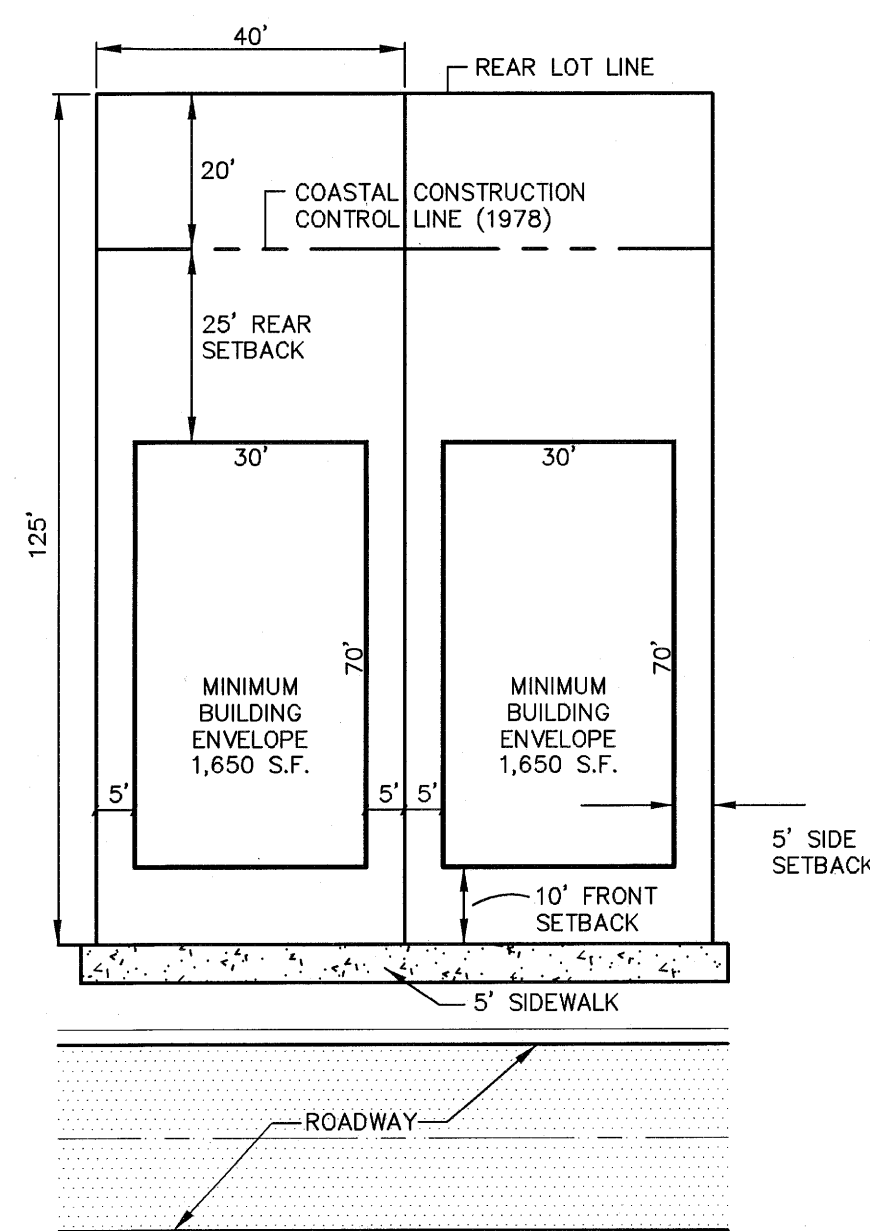 40'
REAR LOT LINE
20'
COASTAL CONSTRUCTION
CONTROL LINE (1978)
25' REAR
SETBACK
125'
30'
30'
70'
70'
MINIMUM
BUILDING
ENVELOPE
1,650 S.F.
MINIMUM
BUILDING
ENVELOPE
1,650 S.F.
5'
5'
5'
5' SIDE
SETBACK
10' FRONT
SETBACK
5' SIDEWALK
ROADWAY